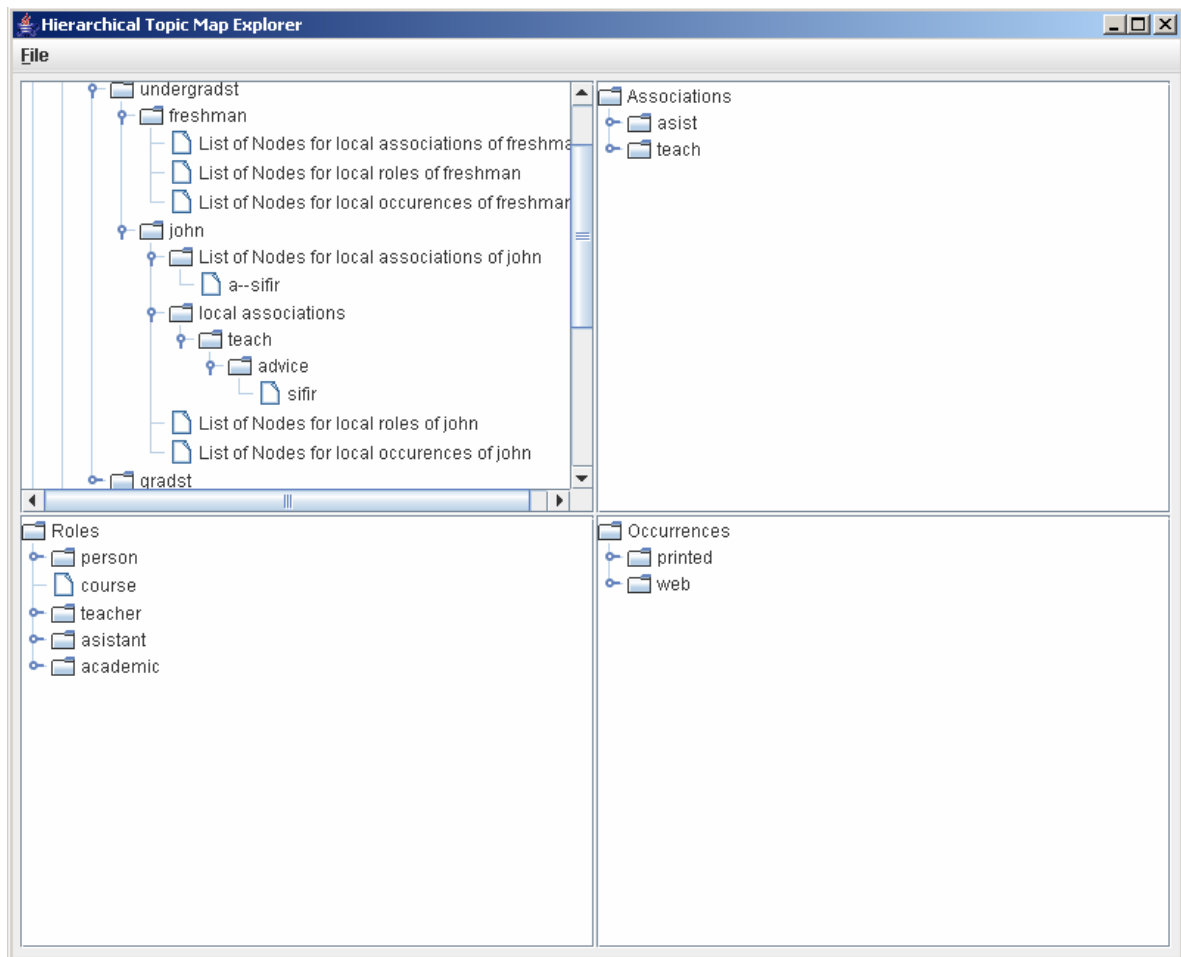 Hierarchical Topic Map Explorer
File
undergradst
freshman
List of Nodes for local associations of freshma
List of Nodes for local roles of freshman
List of Nodes for local occurences of freshman
john
List of Nodes for local associations of john
a--sifir
local associations
teach
advice
sifir
List of Nodes for local roles of john
List of Nodes for local occurences of john
gradst
Associations
asist
teach
Roles
person
course
teacher
asistant
academic
Occurrences
printed
web